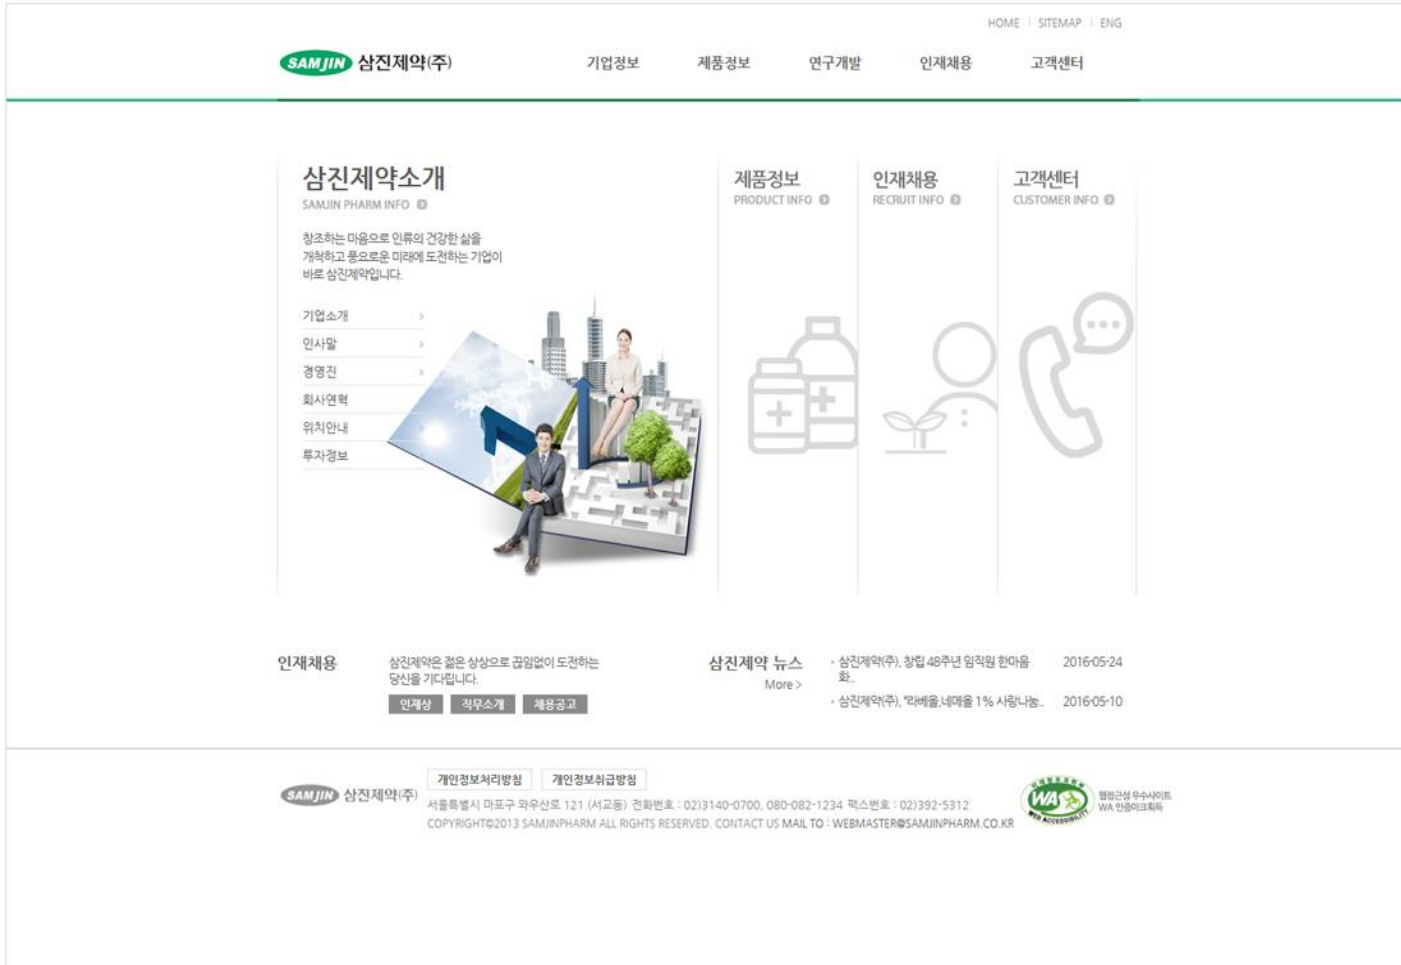 HOME | SITEMAP | ENG
SAMJIN 삼진제약(주)
기업정보 제품정보 연구개발 인재채용 고객센터
삼진제약소개
SAMJIN PHARM INFO
창조하는 마음으로 인류의 건강한 삶을
개척하고 풍요로운 미래에 도전하는 기업이
바로 삼진제약입니다.
기업소개
인사말
경영진
회사연혁
위치안내
투자정보
제품정보
PRODUCT INFO
인재채용
RECRUIT INFO
고객센터
CUSTOMER INFO
인재채용
삼진제약은 젊은 상상으로 끊임없이 도전하는
당신을 기다립니다.
인재상 직무소개 채용공고
삼진제약 뉴스
More >
삼진제약(주), 창립 48주년 임직원 한마음 2016-05-24
화..
삼진제약(주), "라베올,네메올 1% 사랑나눔.. 2016-05-10
SAMJIN 삼진제약(주)
개인정보처리방침 개인정보취급방침
서울특별시 마포구 와우산로 121 (서교동) 전화번호 : 02)3140-0700, 080-082-1234 팩스번호 : 02)392-5312
COPYRIGHT©2013 SAMJINPHARM ALL RIGHTS RESERVED. CONTACT US MAIL TO : WEBMASTER@SAMJINPHARM.CO.KR
WA
WEB ACCESSIBILITY
웹접근성 우수사이트
WA 인증마크획득